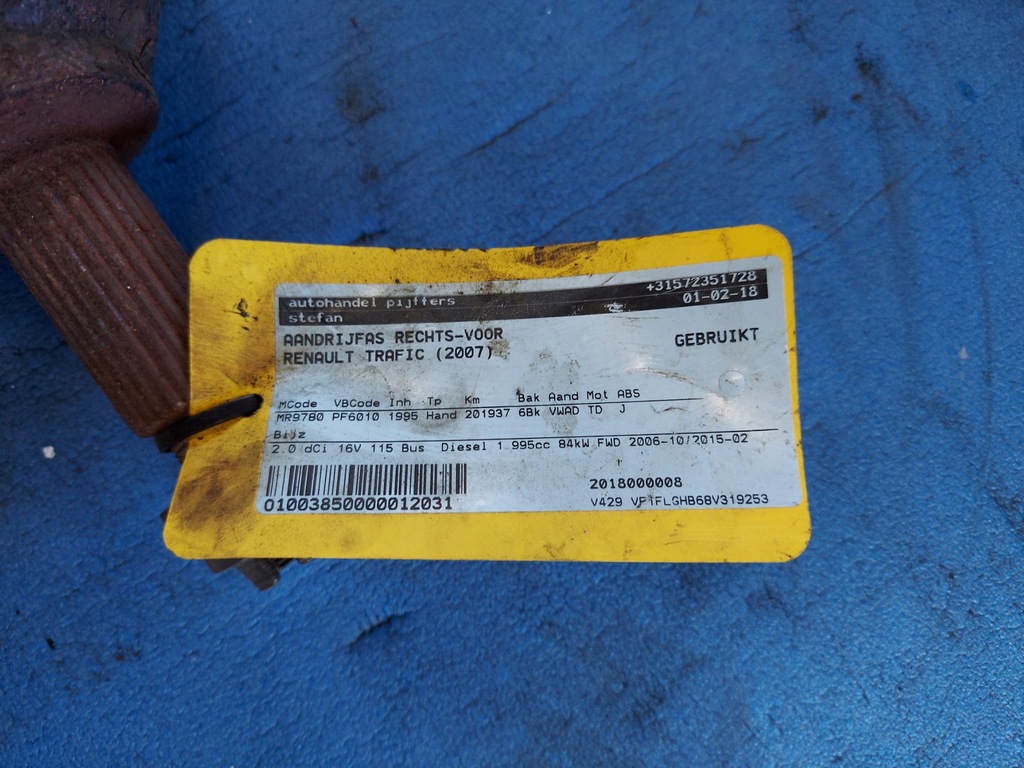 autohandel pijffers +31572351728
stefan 01-02-18
AANDRIJFAS RECHTS-VOOR GEBRUIKT
RENAULT TRAFIC (2007)
MCode VBCode Inh Tp Km Bak Aand Mot ABS
MR9780 PF6010 1995 Hand 201937 6Bk VWAD TD J
Bijz
2.0 dCi 16V 115 Bus Diesel 1.995cc 84kW FWD 2006-10/2015-02
2018000008
01003850000012031 V429 VF1FLGHB68V319253